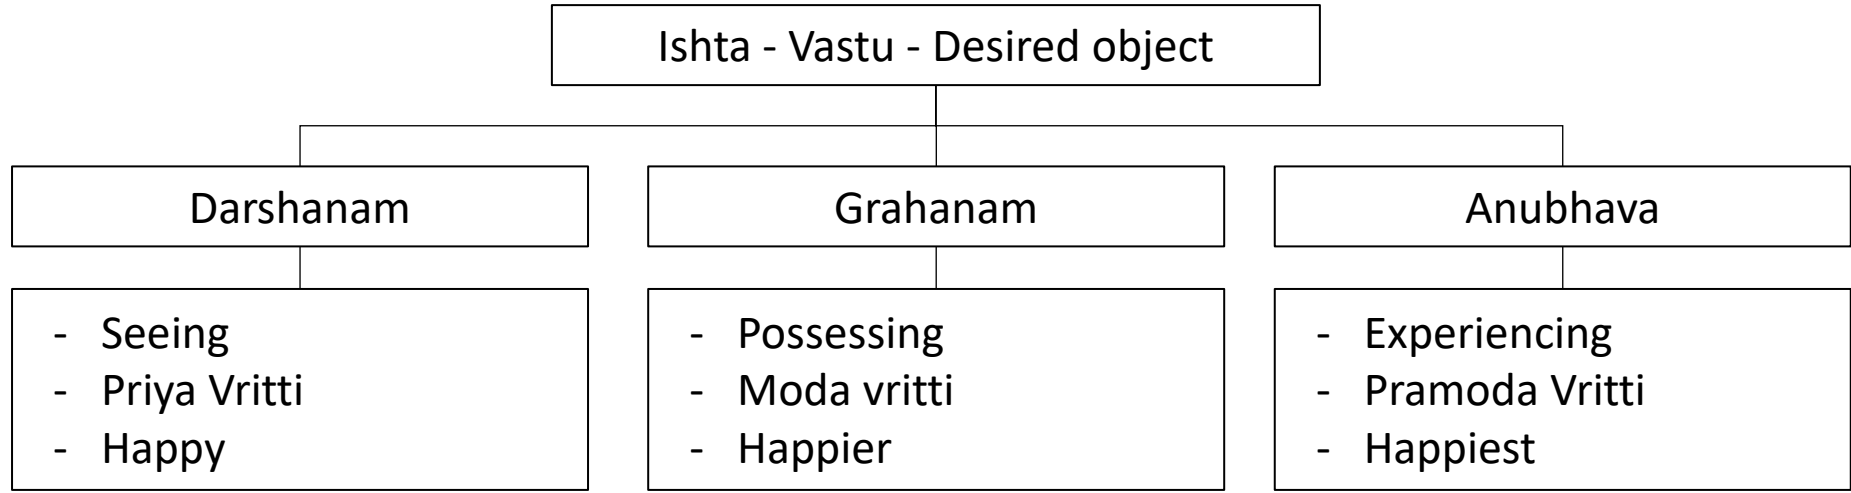 Ishta - Vastu - Desired object
Darshanam
Grahanam
Anubhava
- Seeing
- Priya Vritti
- Happy
- Possessing
- Moda vritti
- Happier
- Experiencing
- Pramoda Vritti
- Happiest